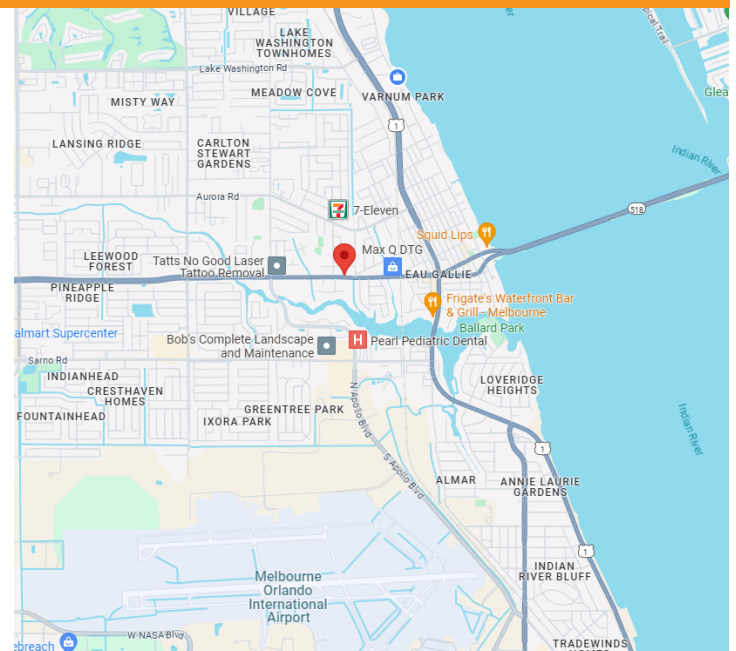 VILLAGE
LAKE
WASHINGTON
TOWNHOMES
Lake Washington Rd
MISTY WAY
MEADOW COVE
VARNUM PARK
1
Indian River
LANSING RIDGE
CARLTON
STEWART
GARDENS
Aurora Rd
7-Eleven
518
Squid Lips
LEEWOOD
FOREST
Tatts No Good Laser
Tattoo Removal
Max Q DTG
EAU GALLIE
PINEAPPLE
RIDGE
Frigate's Waterfront Bar
& Grill - Melbourne
Ballard Park
almart Supercenter
Bob's Complete Landscape
and Maintenance
H
Pearl Pediatric Dental
Sarno Rd
INDIANHEAD
CRESTHAVEN
HOMES
LOVERIDGE
HEIGHTS
FOUNTAINHEAD
GREENTREE PARK
IXORA PARK
N Apollo Blvd
Indian River
1
S Apollo Blvd
ALMAR
ANNIE LAURIE
GARDENS
1
INDIAN
RIVER BLUFF
Melbourne
Orlando
International
Airport
W NASA Blvd
ebreach
TRADEWINDS